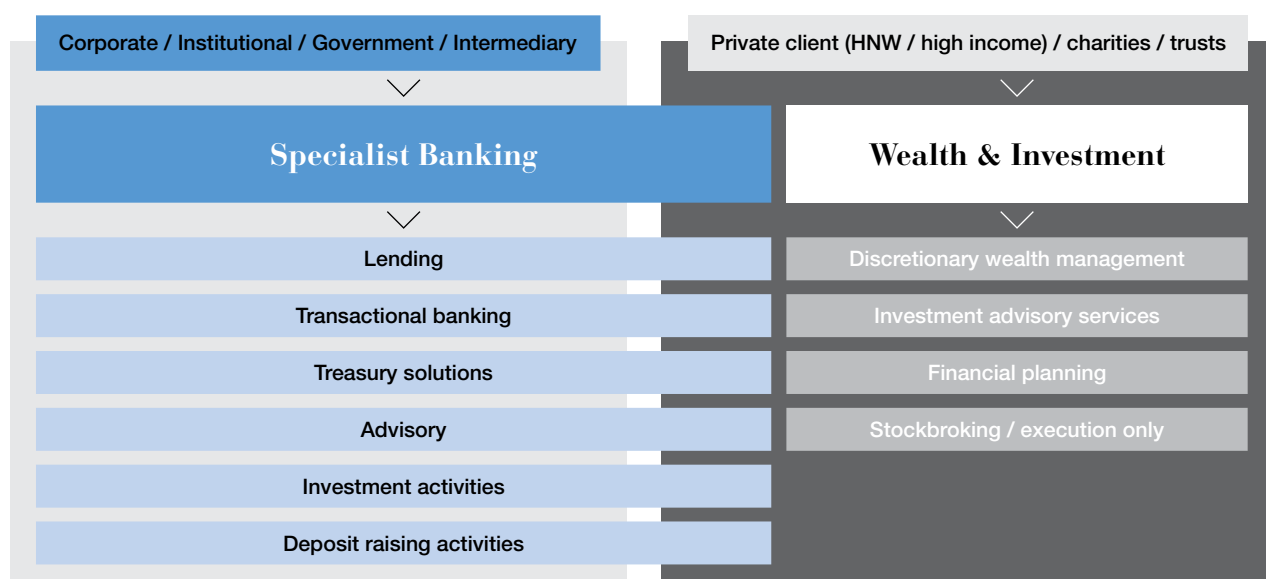 Corporate / Institutional / Government / Intermediary
Private client (HNW / high income) / charities / trusts
Specialist Banking
Wealth & Investment
Lending
Transactional banking
Treasury solutions
Advisory
Investment activities
Deposit raising activities
Discretionary wealth management
Investment advisory services
Financial planning
Stockbroking / execution only